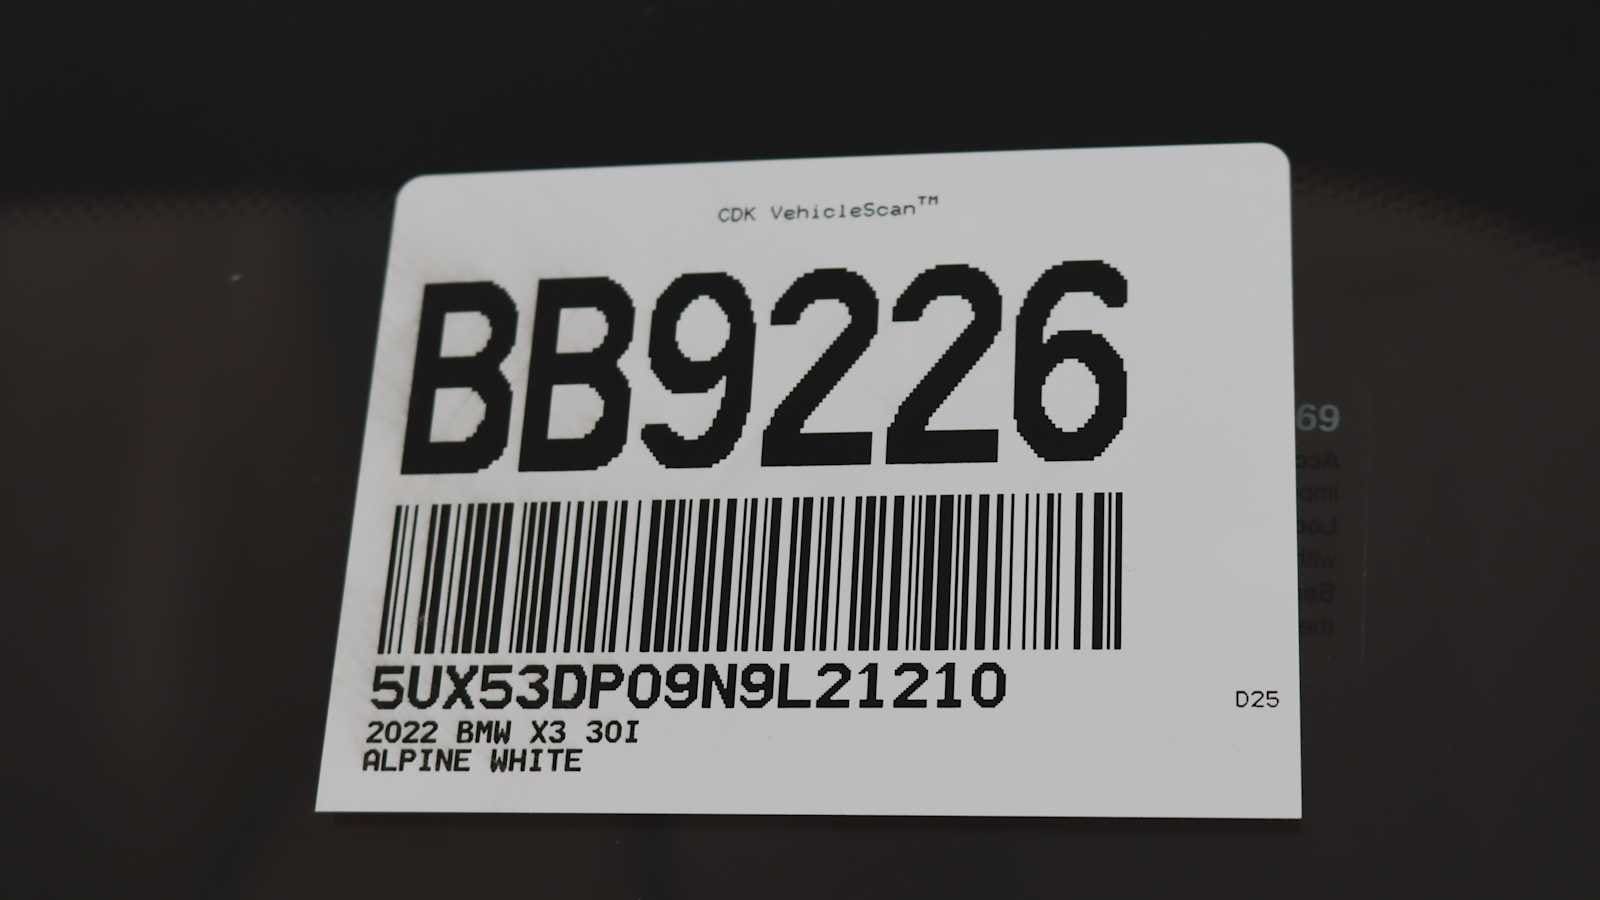 CDK VehicleScan™
BB9226
5UX53DP09N9L21210
D25
2022 BMW X3 30I
ALPINE WHITE
69